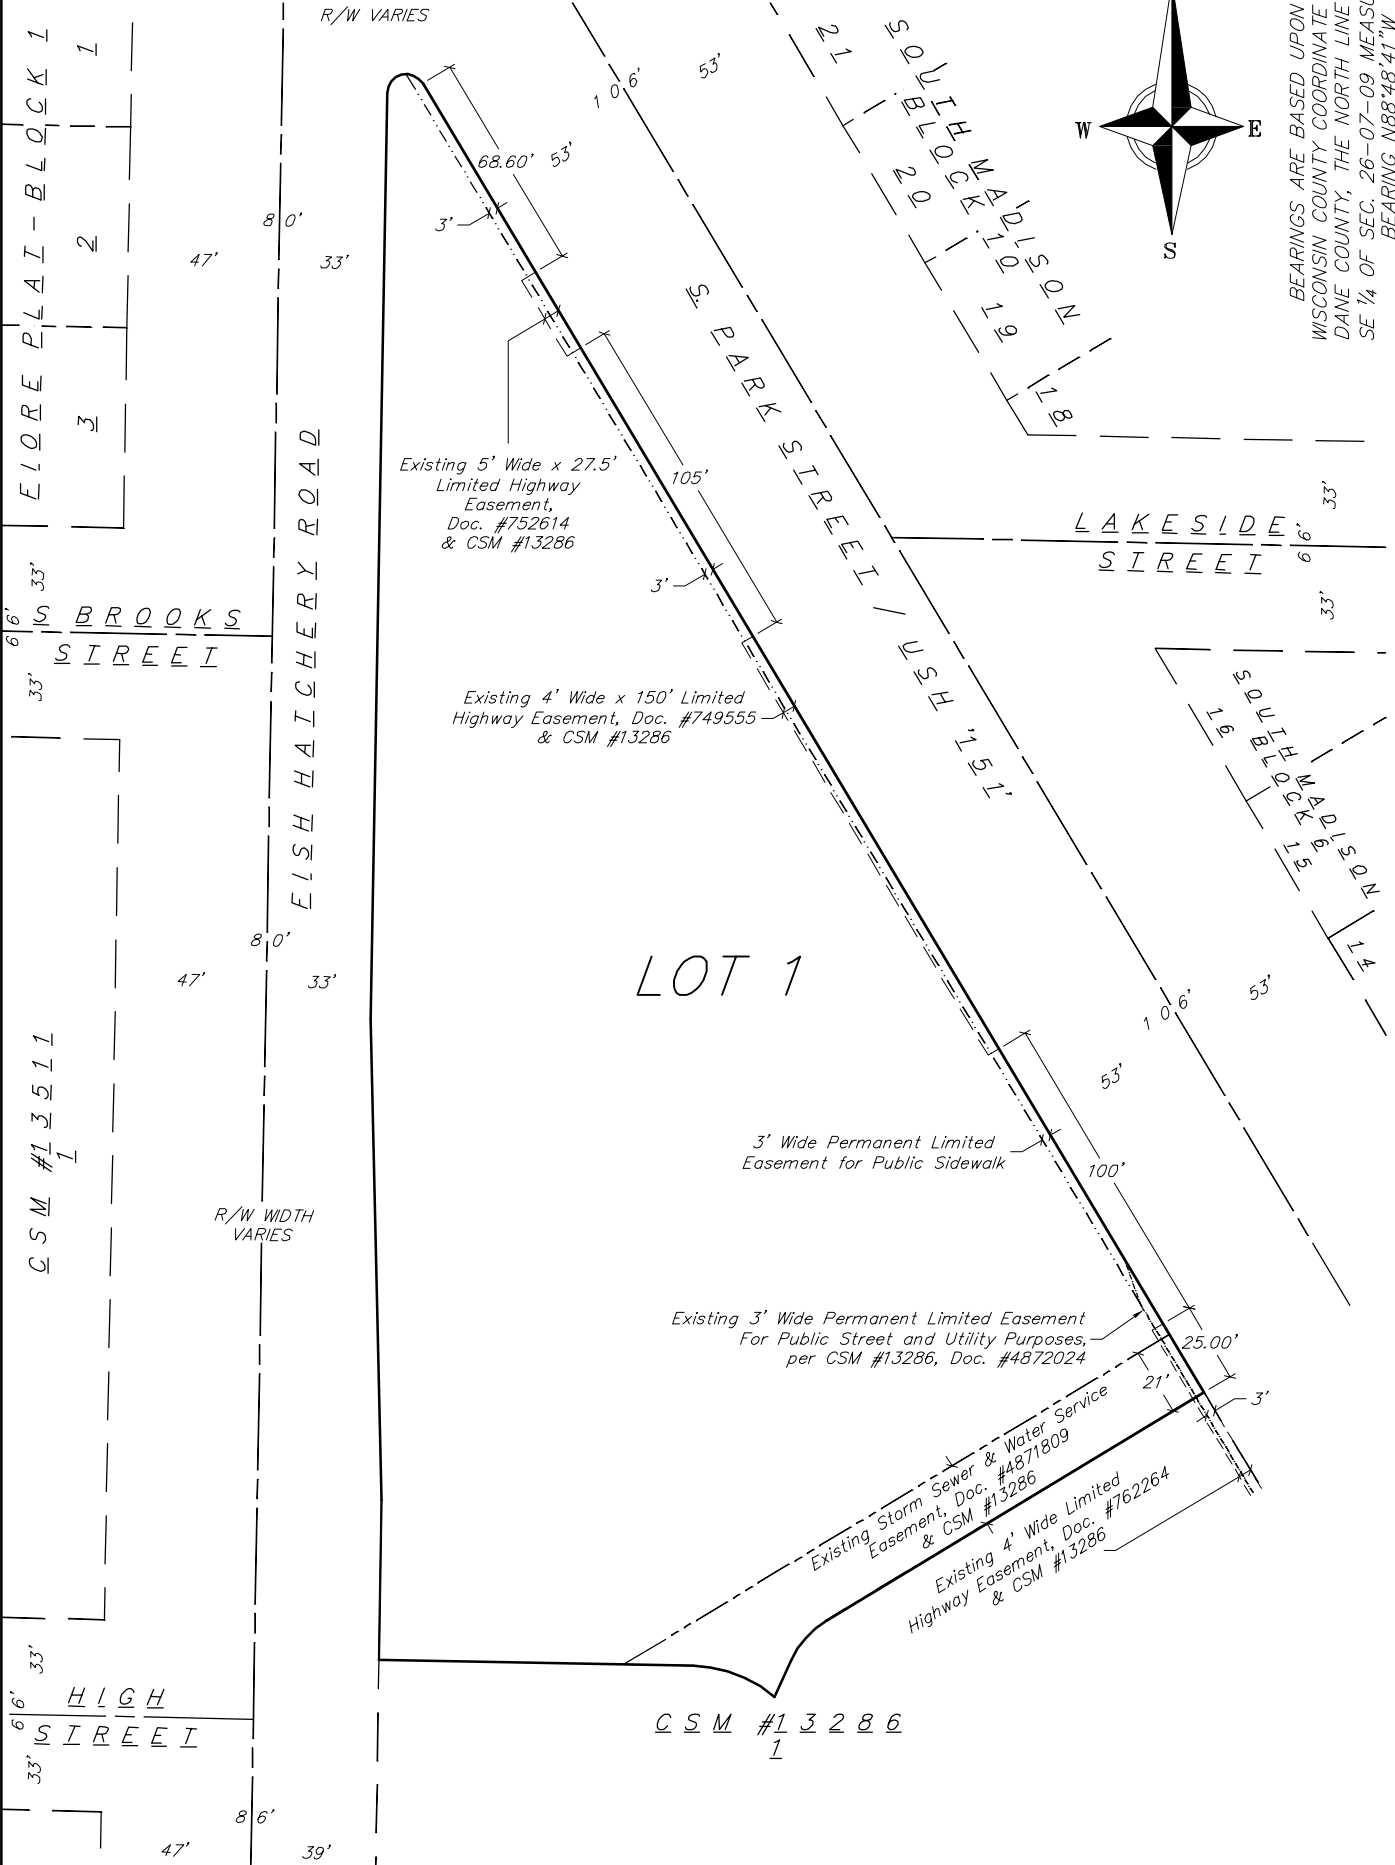 R/W VARIES
FIORE PLAT-BLOCK 1
1
2
3
80'
47'
33'
106'
53'
53'
68.60'
3'
21
20
19
18
SOUTH MADISON
BLOCK 10
W
E
S
BEARINGS ARE BASED UPON
WISCONSIN COUNTY COORDINATE
DANE COUNTY, THE NORTH LINE
SE 1/4 OF SEC. 26-07-09 MEASU
BEARING N88°48'41"W
S. PARK STREET / USH '151'
FISH HATCHERY ROAD
Existing 5' Wide x 27.5'
Limited Highway
Easement,
Doc. #752614
& CSM #13286
105'
3'
LAKESIDE
STREET
33'
66'
33'
33'
66'
S BROOKS
STREET
33'
Existing 4' Wide x 150' Limited
Highway Easement, Doc. #749555
& CSM #13286
SOUTH MADISON
BLOCK 6
16
15
14
80'
47'
33'
LOT 1
106'
53'
53'
CSM #13511
1
3' Wide Permanent Limited
Easement for Public Sidewalk
100'
R/W WIDTH
VARIES
Existing 3' Wide Permanent Limited Easement
For Public Street and Utility Purposes,
per CSM #13286, Doc. #4872024
25.00'
21'
3'
Existing Storm Sewer & Water Service
Easement, Doc. #4871809
& CSM #13286
Existing 4' Wide Limited
Highway Easement, Doc. #762264
& CSM #13286
33'
66'
HIGH
STREET
33'
CSM #13286
1
86'
47'
39'